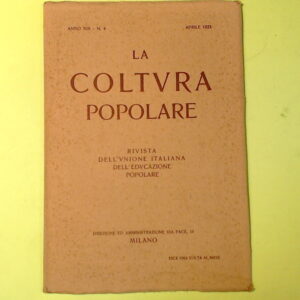 ANNO XIII - N. 4 APRILE 1923
LA
COLTVRA
POPOLARE
RIVISTA
DELL'VNIONE ITALIANA
DELL'EDVCAZIONE
POPOLARE
DIREZIONE ED AMMINISTRAZIONE VIA PACE, 10
MILANO
ESCE UNA VOLTA AL MESE